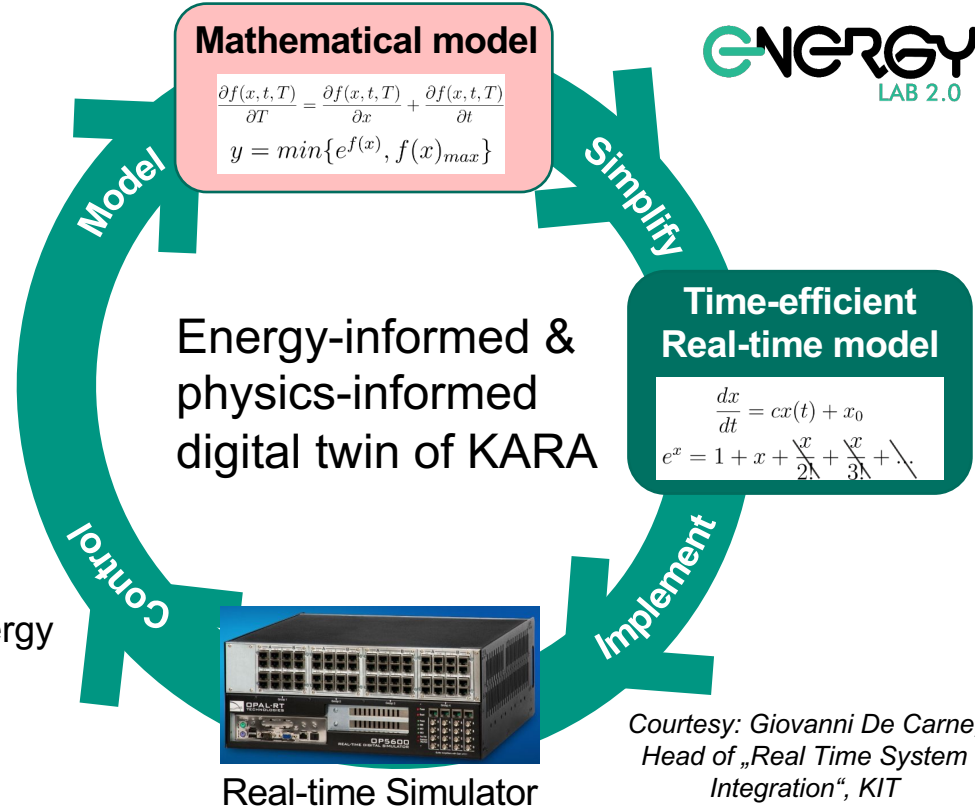 Mathematical model
∂f(x,t,T)/∂T = ∂f(x,t,T)/∂x + ∂f(x,t,T)/∂t
y = min{e^{f(x)}, f(x)_{max}}
eNERGY
LAB 2.0
Model
Simplify
Time-efficient
Real-time model
dx/dt = cx(t) + x_0
e^x = 1 + x + x/2! + x/3! + ...
Energy-informed &
physics-informed
digital twin of KARA
Control
Implement
rgy
OPAL-RT
TECHNOLOGIES
OP5600
REAL-TIME DIGITAL SIMULATOR
Real-time Simulator
Courtesy: Giovanni De Carne,
Head of „Real Time System
Integration“, KIT